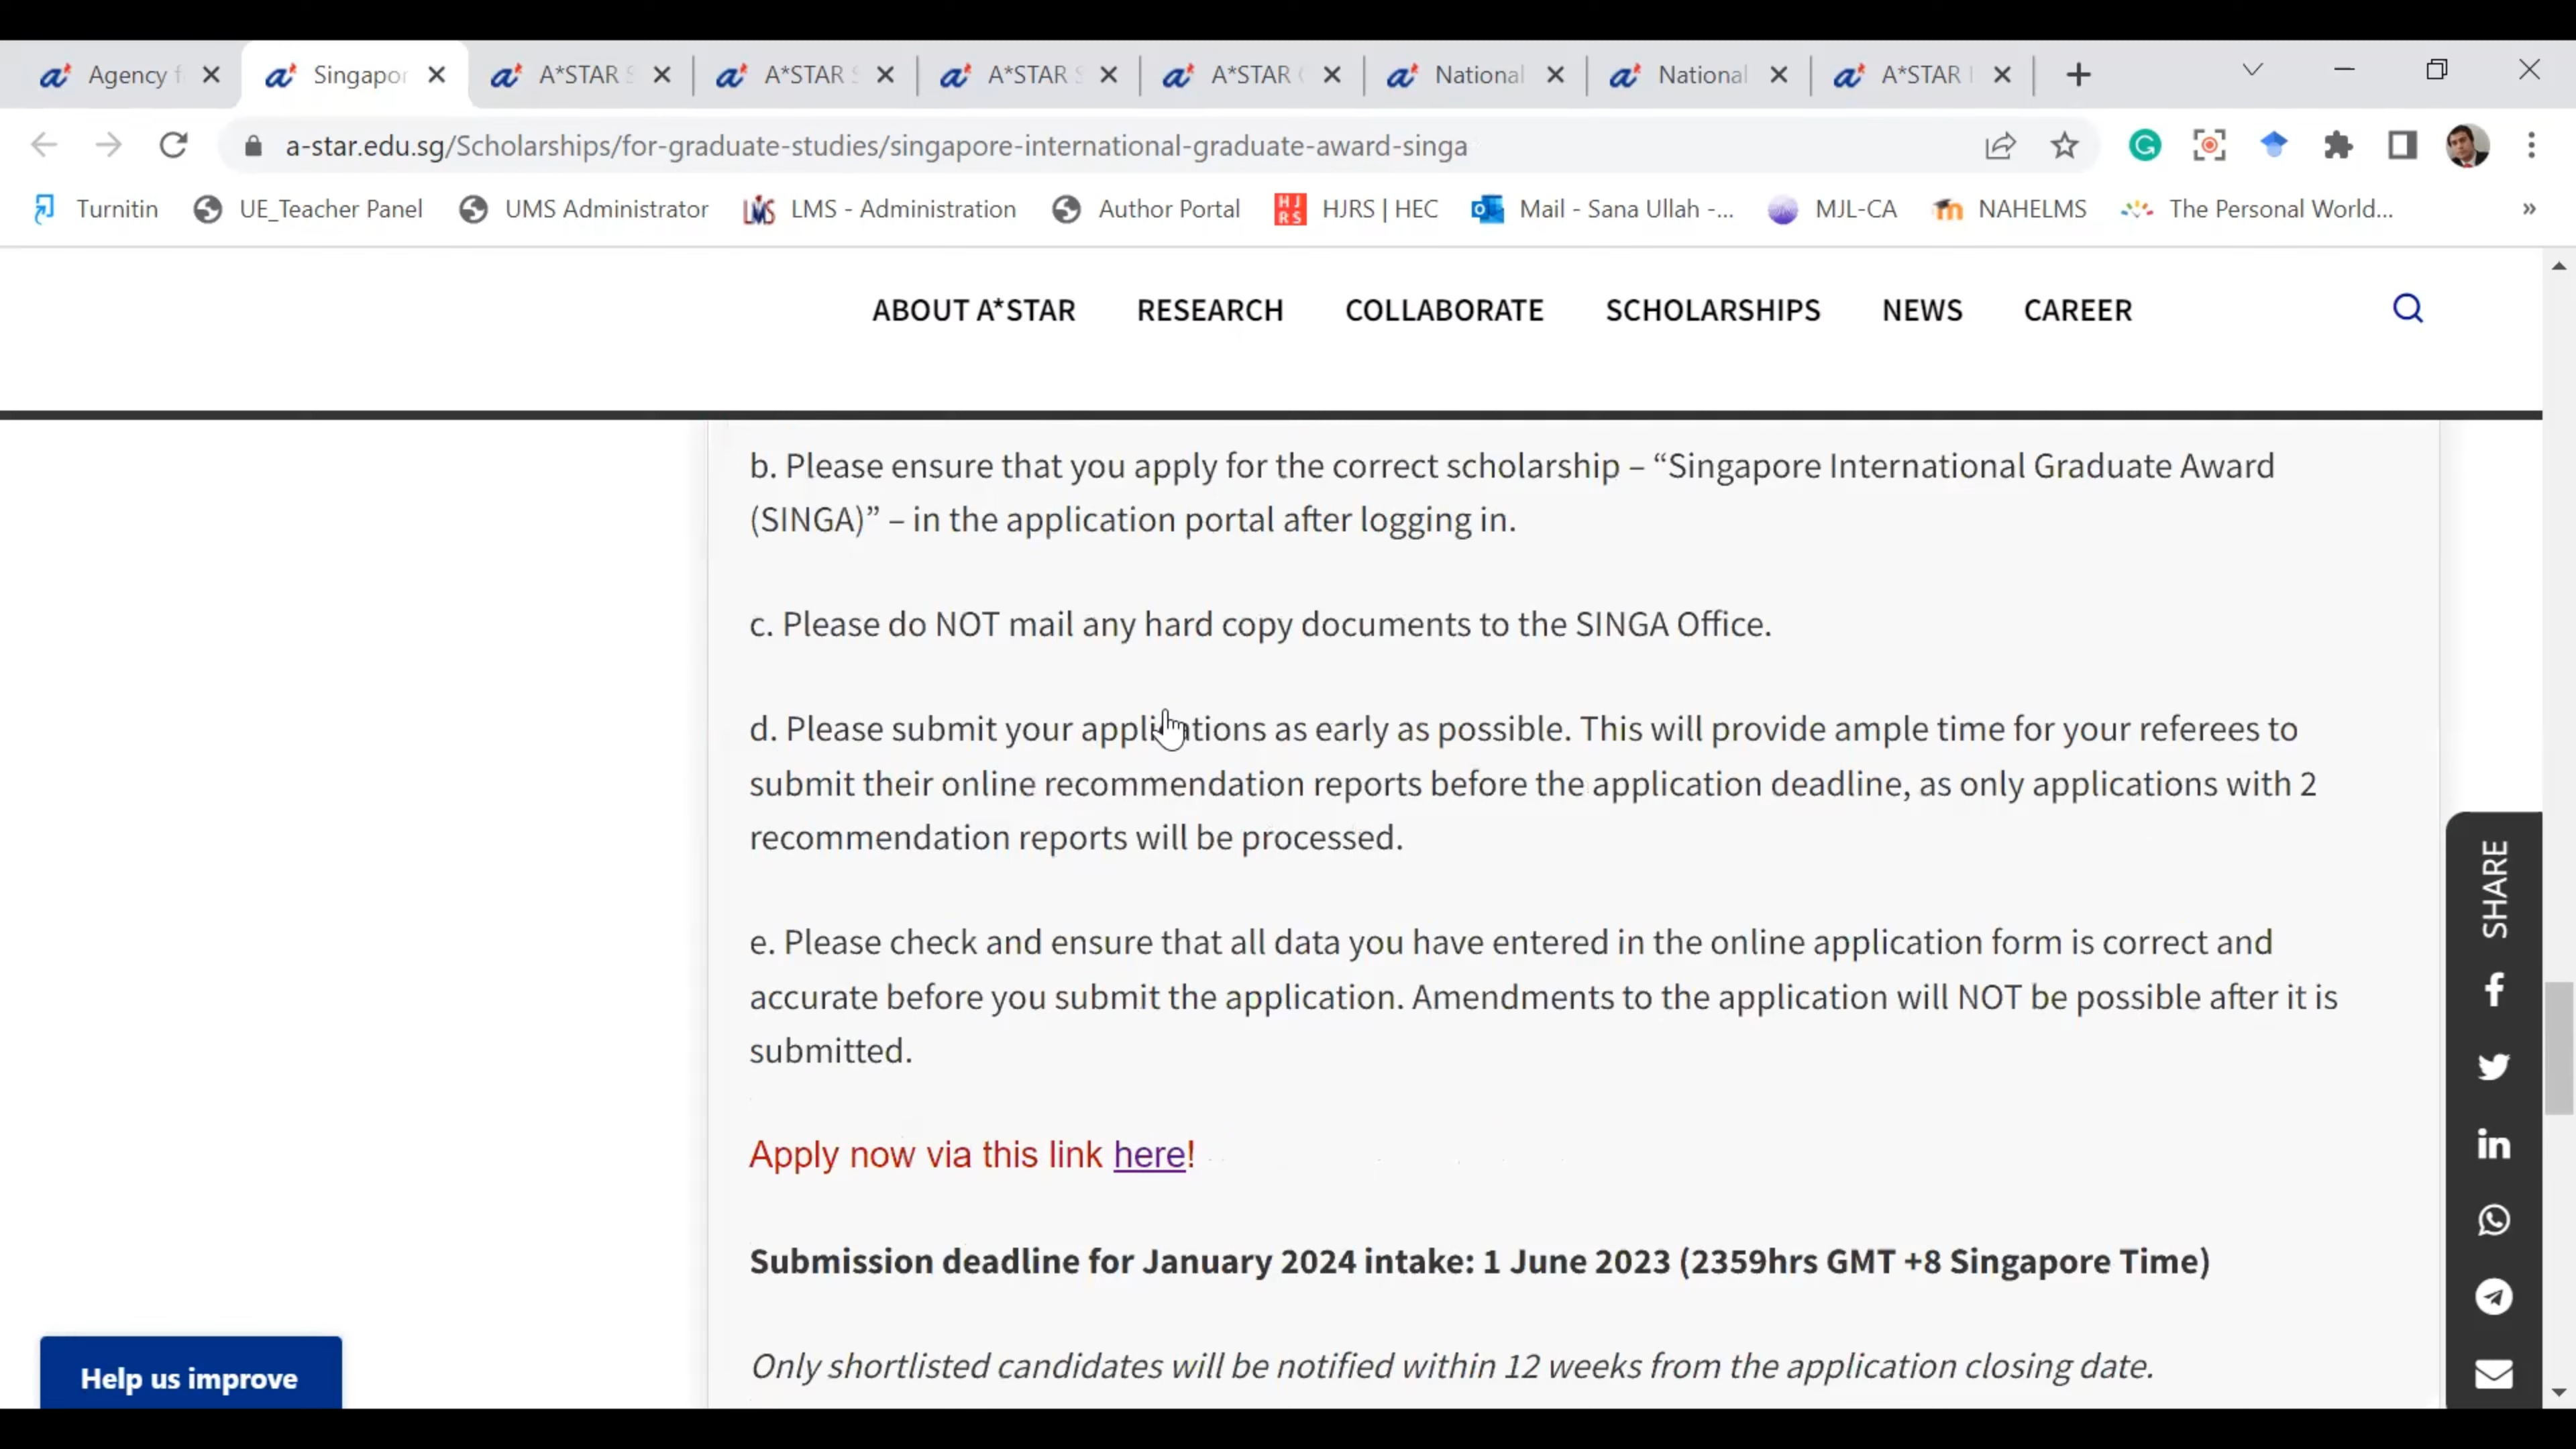 Agency f
Singapor
A*STAR S
A*STAR S
A*STAR S
A*STAR
National
National
A*STAR
a-star.edu.sg/Scholarships/for-graduate-studies/singapore-international-graduate-award-singa
Turnitin
UE_Teacher Panel
UMS Administrator
LMS
LMS - Administration
Author Portal
HJ
RS
HJRS | HEC
Mail - Sana Ullah -...
MJL-CA
NAHELMS
The Personal World...
»
ABOUT A*STAR
RESEARCH
COLLABORATE
SCHOLARSHIPS
NEWS
CAREER
b. Please ensure that you apply for the correct scholarship – “Singapore International Graduate Award
(SINGA)” – in the application portal after logging in.
c. Please do NOT mail any hard copy documents to the SINGA Office.
d. Please submit your applications as early as possible. This will provide ample time for your referees to
submit their online recommendation reports before the application deadline, as only applications with 2
recommendation reports will be processed.
e. Please check and ensure that all data you have entered in the online application form is correct and
accurate before you submit the application. Amendments to the application will NOT be possible after it is
submitted.
Apply now via this link here!
Submission deadline for January 2024 intake: 1 June 2023 (2359hrs GMT +8 Singapore Time)
Only shortlisted candidates will be notified within 12 weeks from the application closing date.
SHARE
Help us improve